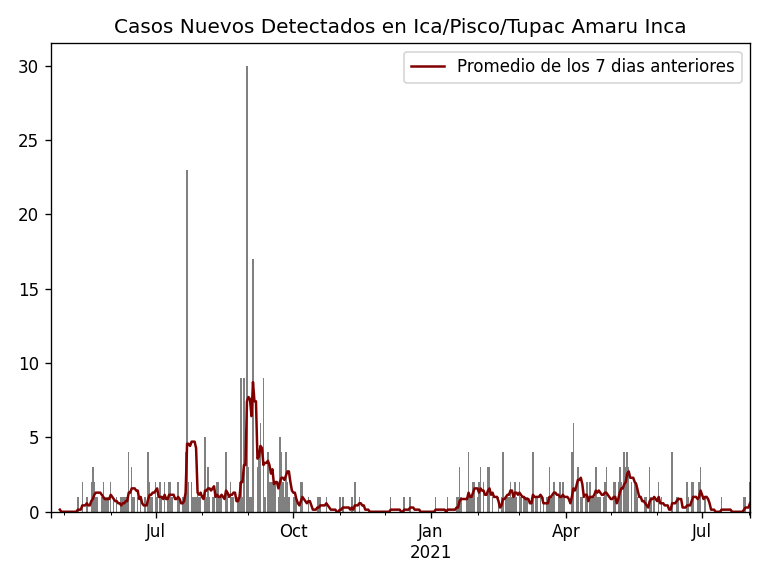 Casos Nuevos Detectados en Ica/Pisco/Tupac Amaru Inca
Promedio de los 7 dias anteriores
30
25
20
15
10
5
0
Jul Oct Jan Apr Jul
2021